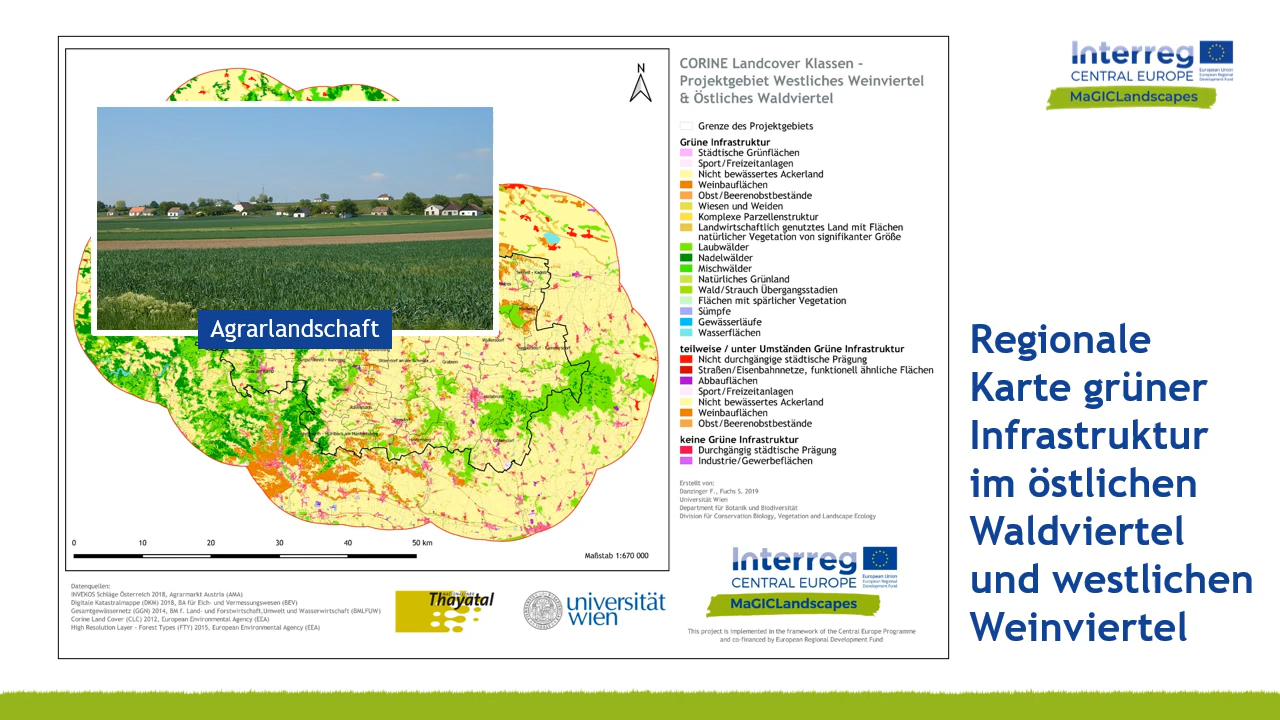 CORINE Landcover Klassen -
Projektgebiet Westliches Weinviertel
& Östliches Waldviertel
N
Grenze des Projektgebiets
Grüne Infrastruktur
Städtische Grünflächen
Sport/Freizeitanlagen
Nicht bewässertes Ackerland
Weinbauflächen
Obst/Beerenobstbestände
Wiesen und Weiden
Komplexe Parzellenstruktur
Landwirtschaftlich genutztes Land mit Flächen
natürlicher Vegetation von signifikanter Größe
Laubwälder
Nadelwälder
Mischwälder
Natürliches Grünland
Wald/Strauch Übergangsstadien
Flächen mit spärlicher Vegetation
Sümpfe
Gewässerläufe
Wasserflächen
teilweise / unter Umständen Grüne Infrastruktur
Nicht durchgängige städtische Prägung
Straßen/Eisenbahnnetze, funktionell ähnliche Flächen
Abbauflächen
Sport/Freizeitanlagen
Nicht bewässertes Ackerland
Weinbauflächen
Obst/Beerenobstbestände
keine Grüne Infrastruktur
Durchgängig städtische Prägung
Industrie/Gewerbeflächen
Erstellt von:
Danzinger F., Fuchs S. 2019
Universität Wien
Department für Botanik und Biodiversität
Division für Conservation Biology, Vegetation and Landscape Ecology
Agrarlandschaft
0 10 20 30 40 50 km
Maßstab 1:670 000
Datenquellen:
INVEKOS Schläge Österreich 2018, Agrarmarkt Austria (AMA)
Digitale Katastralmappe (DKM) 2018, BA für Eich- und Vermessungswesen (BEV)
Gesamtgewässernetz (GGN) 2014, BM f. Land- und Forstwirtschaft, Umwelt und Wasserwirtschaft (BMLFUW)
Corine Land Cover (CLC) 2012, European Environmental Agency (EEA)
High Resolution Layer - Forest Types (FTY) 2015, European Environmental Agency (EEA)
Thayatal
universität
wien
Interreg
CENTRAL EUROPE
European Union
European Regional
Development Fund
MaGICLandscapes
This project is implemented in the framework of the Central Europe Programme
and co-financed by European Regional Development Fund
Interreg
CENTRAL EUROPE
European Union
European Regional
Development Fund
MaGICLandscapes
Regionale
Karte grüner
Infrastruktur
im östlichen
Waldviertel
und westlichen
Weinviertel